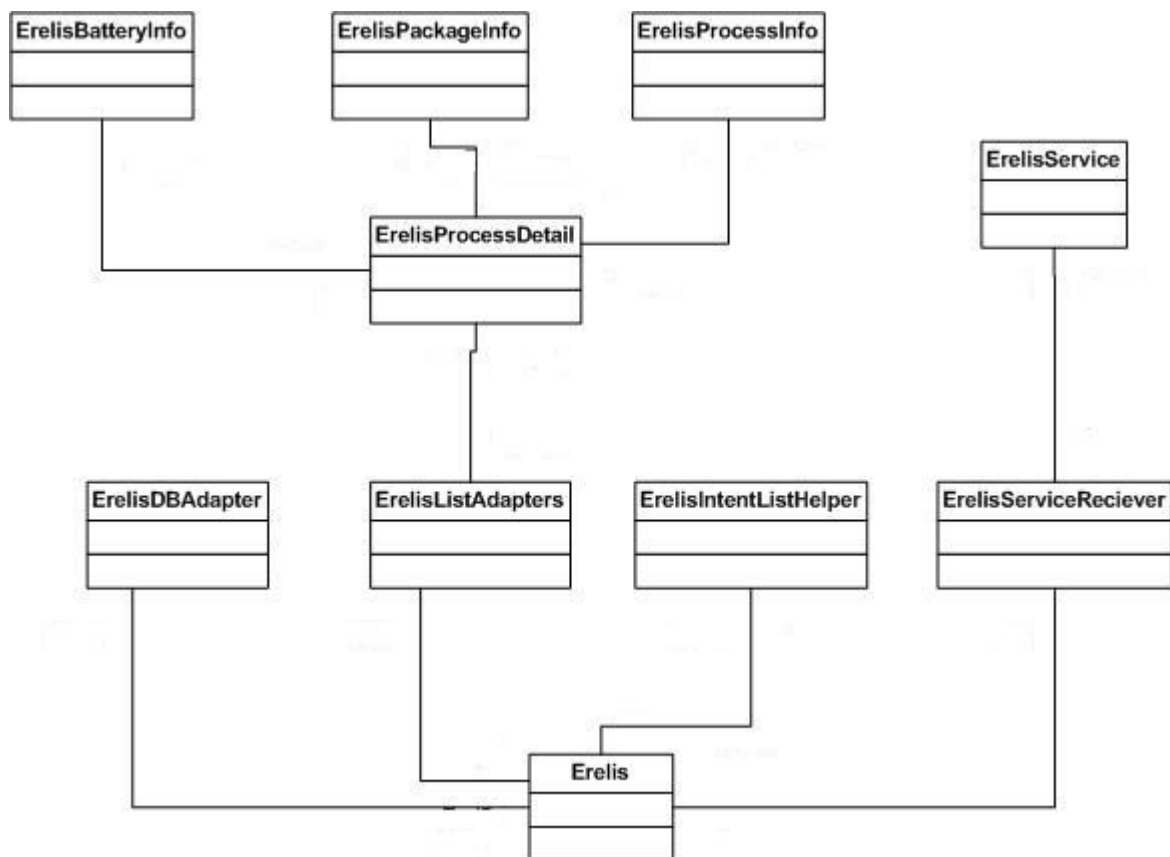 ErelisBatteryInfo
ErelisPackageInfo
ErelisProcessInfo
ErelisService
ErelisProcessDetail
ErelisDBAdapter
ErelisListAdapters
ErelisIntentListHelper
ErelisServiceReciever
Erelis